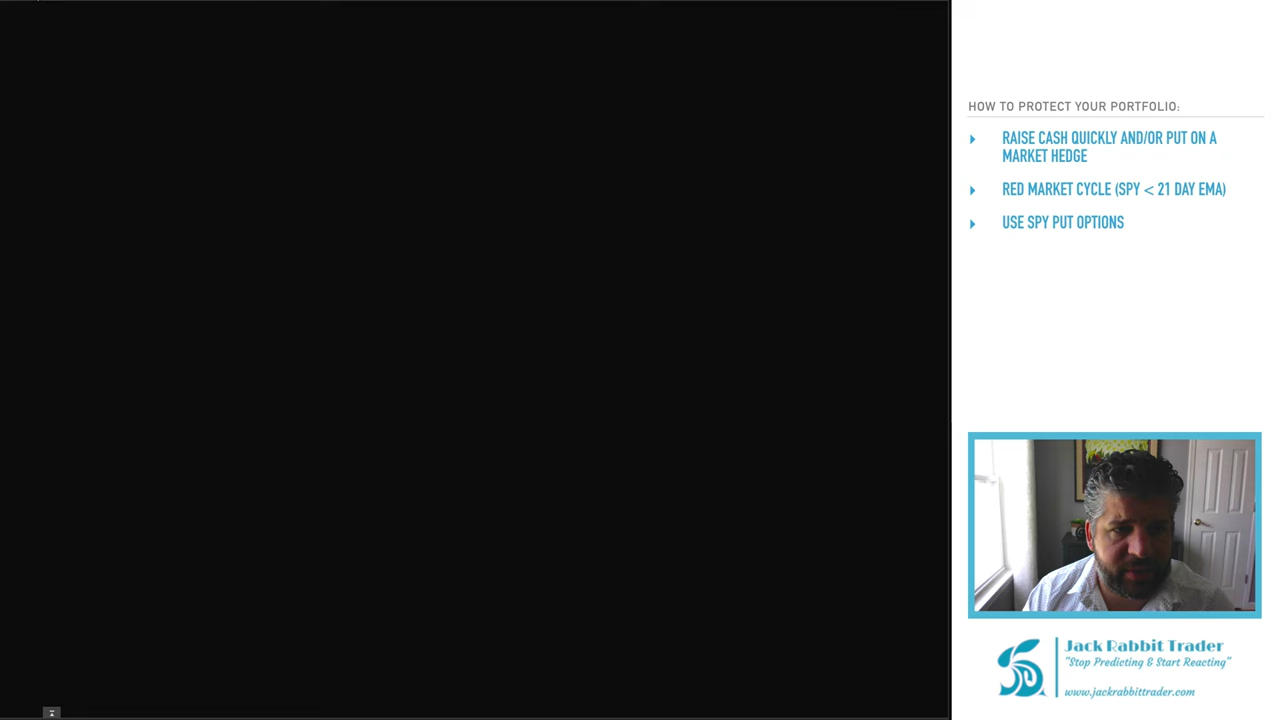 HOW TO PROTECT YOUR PORTFOLIO:
RAISE CASH QUICKLY AND/OR PUT ON A
MARKET HEDGE
RED MARKET CYCLE (SPY < 21 DAY EMA)
USE SPY PUT OPTIONS
Jack Rabbit Trader
"Stop Predicting & Start Reacting"
www.jackrabbittrader.com